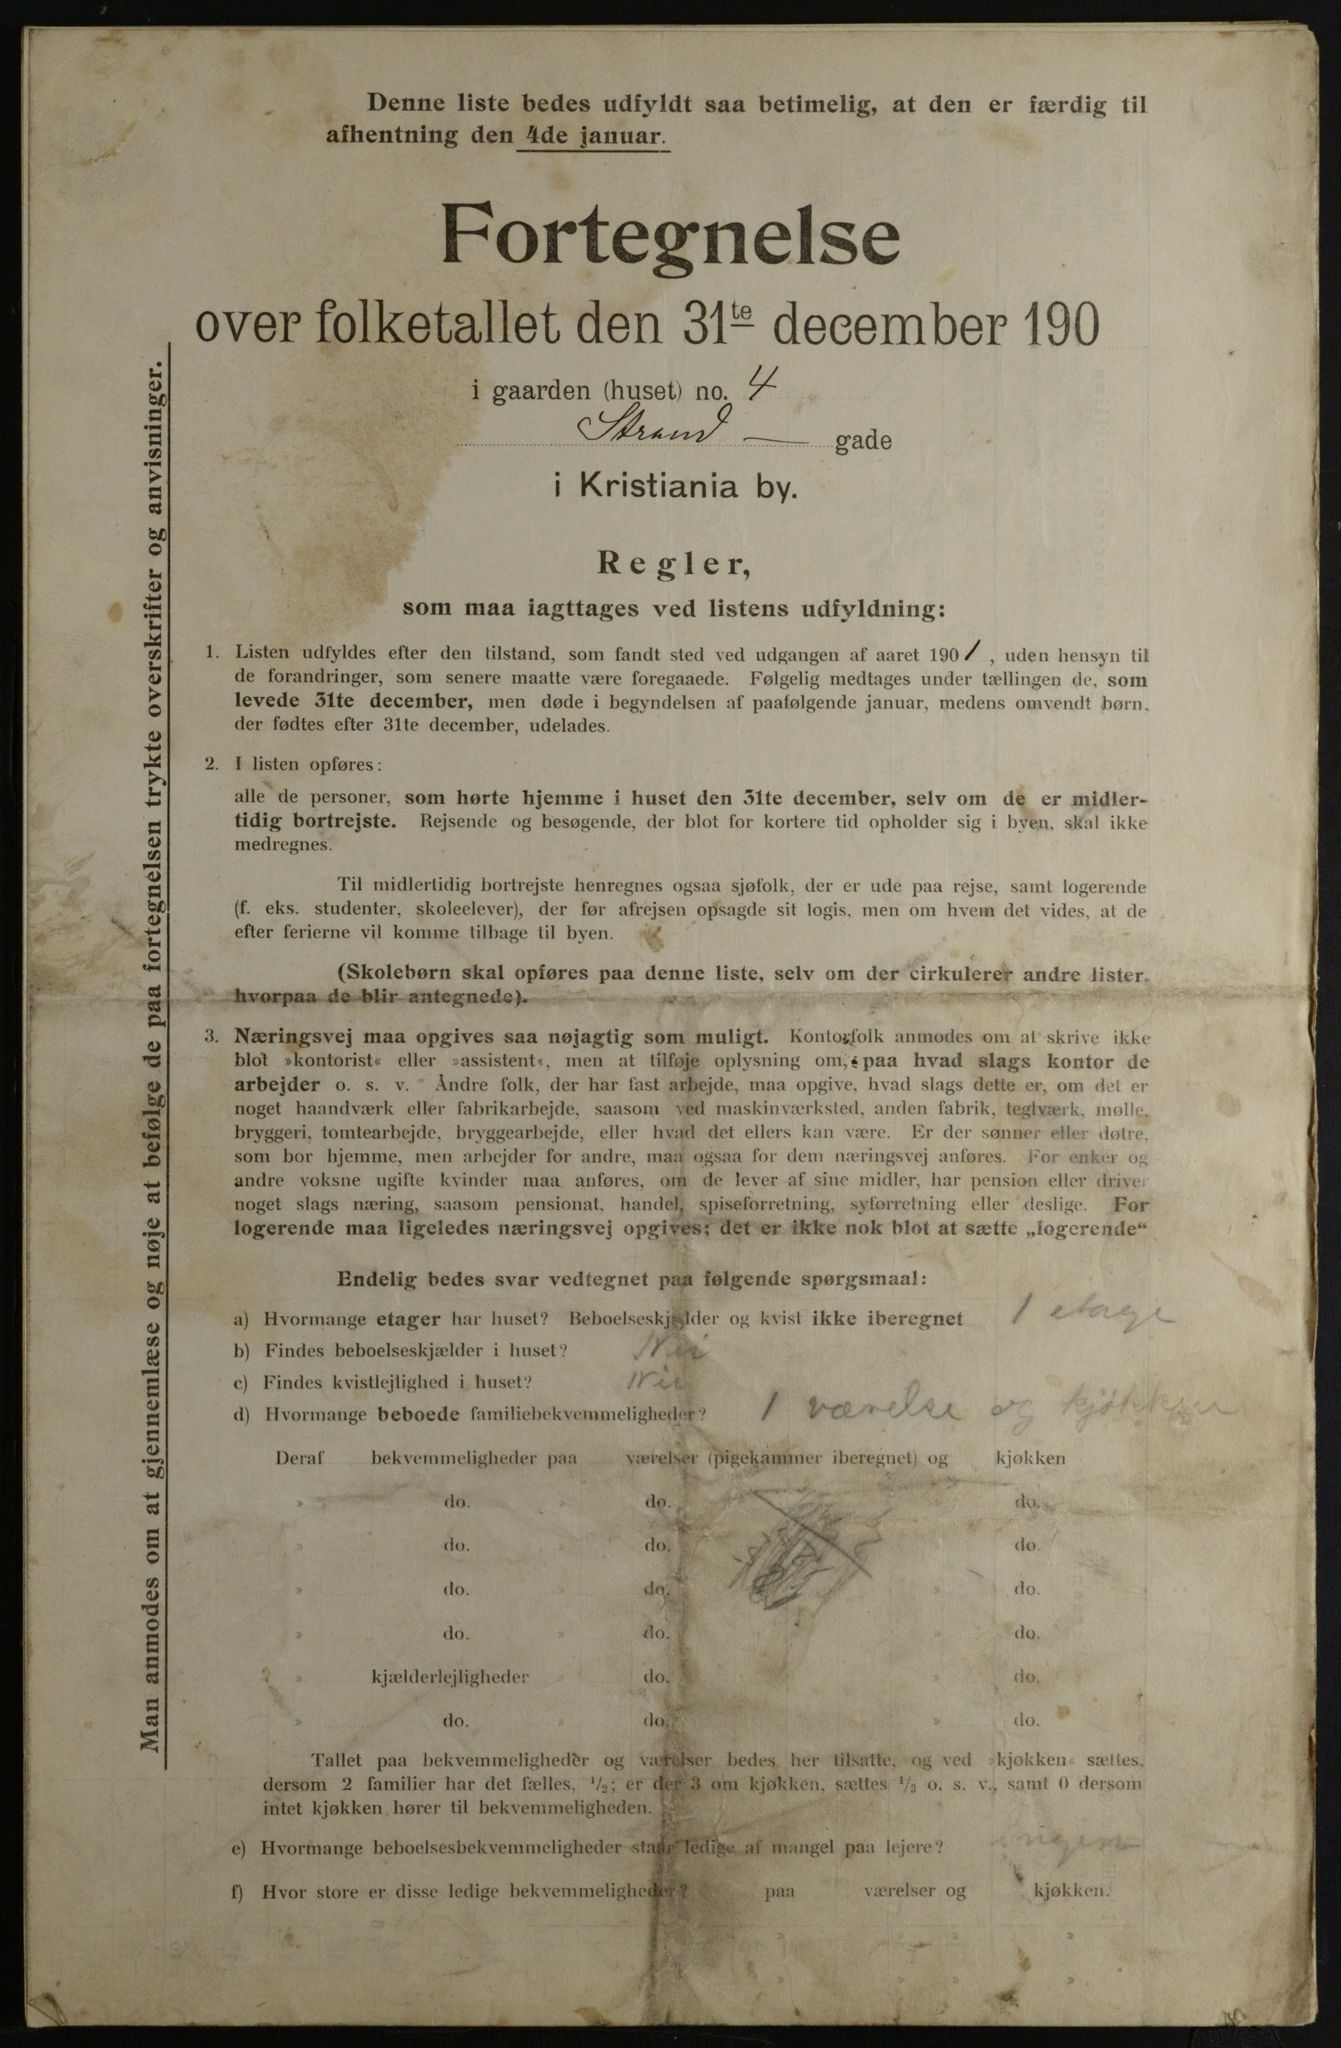 Denne liste bedes udfyldt saa betimelig, at den er færdig til
afhentning den 4de januar.
Fortegnelse
over folketallet den 31te december 190
i gaarden (huset) no. 4
Strand — gade
i Kristiania by.
Regler,
som maa iagttages ved listens udfyldning:
1. Listen udfyldes efter den tilstand, som fandt sted ved udgangen af aaret 1901, uden hensyn til
de forandringer, som senere maatte være foregaaede. Følgelig medtages under tællingen de, som
levede 31te december, men døde i begyndelsen af paafølgende januar, medens omvendt børn,
der fødtes efter 31te december, udelades.
2. I listen opføres:
alle de personer, som hørte hjemme i huset den 31te december, selv om de er midler-
tidig bortrejste. Rejsende og besøgende, der blot for kortere tid opholder sig i byen, skal ikke
medregnes.
Til midlertidig bortrejste henregnes ogsaa sjøfolk, der er ude paa rejse, samt logerende
(f. eks. studenter, skoleelever), der før afrejsen opsagde sit logis, men om hvem det vides, at de
efter ferierne vil komme tilbage til byen.
(Skolebørn skal opføres paa denne liste, selv om der cirkulerer andre lister,
hvorpaa de blir antegnede).
3. Næringsvej maa opgives saa nøjagtig som muligt. Kontorfolk anmodes om at skrive ikke
blot »kontorist« eller »assistent«, men at tilføje oplysning om, paa hvad slags kontor de
arbejder o. s. v. Andre folk, der har fast arbejde, maa opgive, hvad slags dette er, om det er
noget haandværk eller fabrikarbejde, saasom ved maskinværksted, anden fabrik, teglværk, mølle,
bryggeri, tomtearbejde, bryggearbejde, eller hvad det ellers kan være. Er der sønner eller døtre,
som bor hjemme, men arbejder for andre, maa ogsaa for dem næringsvej anføres. For enker og
andre voksne ugifte kvinder maa anføres, om de lever af sine midler, har pension eller driver
noget slags næring, saasom pensionat, handel, spiseforretning, syforretning eller deslige. For
logerende maa ligeledes næringsvej opgives; det er ikke nok blot at sætte „logerende“
Endelig bedes svar vedtegnet paa følgende spørgsmaal:
a) Hvormange etager har huset? Beboelseskjælder og kvist ikke iberegnet 1 etage
b) Findes beboelseskjælder i huset? Nei
c) Findes kvistlejlighed i huset? Nei
d) Hvormange beboede familiebekvemmeligheder? 1 værelse og kjøkken
Deraf bekvemmeligheder paa værelser (pigekammer iberegnet) og kjøkken
» do. » do. » do.
» do. » do. » do.
» do. » do. » do.
» do. » do. » do.
» kjælderlejligheder do. » do.
» do. » do. » do.
Tallet paa bekvemmeligheder og værelser bedes her tilsatte, og ved »kjøkken« sættes,
dersom 2 familier har det fælles, 1/2; er der 3 om kjøkken, sættes 1/3 o. s. v., samt 0 dersom
intet kjøkken hører til bekvemmeligheden.
e) Hvormange beboelsesbekvemmeligheder staar ledige af mangel paa lejere? ingen
f) Hvor store er disse ledige bekvemmeligheder? paa værelser og kjøkken.
» » »
» » »
Man anmodes om at gjennemlæse og nøje at befølge de paa fortegnelsen trykte overskrifter og anvisninger.